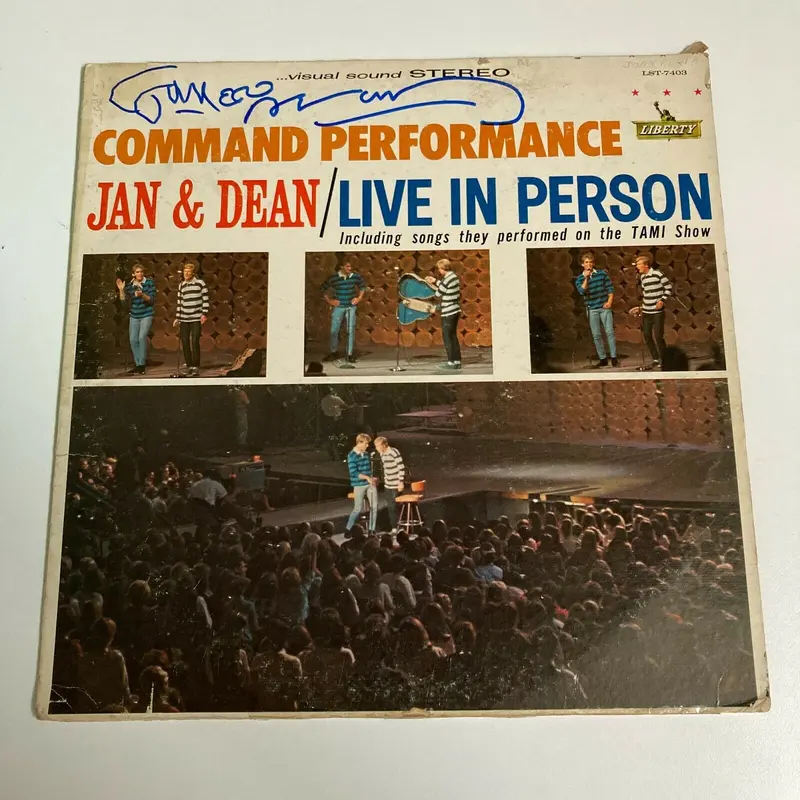 ...visual sound STEREO
LST-7403
LIBERTY
COMMAND PERFORMANCE
JAN & DEAN/LIVE IN PERSON
Including songs they performed on the TAMI Show